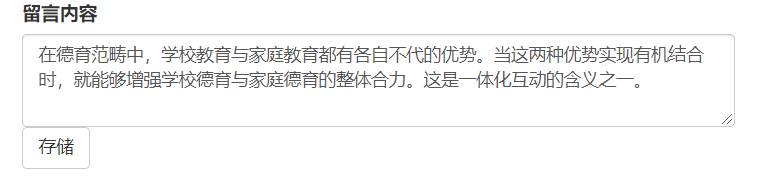 留言内容
在德育范畴中，学校教育与家庭教育都有各自不代的优势。当这两种优势实现有机结合
时，就能够增强学校德育与家庭德育的整体合力。这是一体化互动的含义之一。
存储